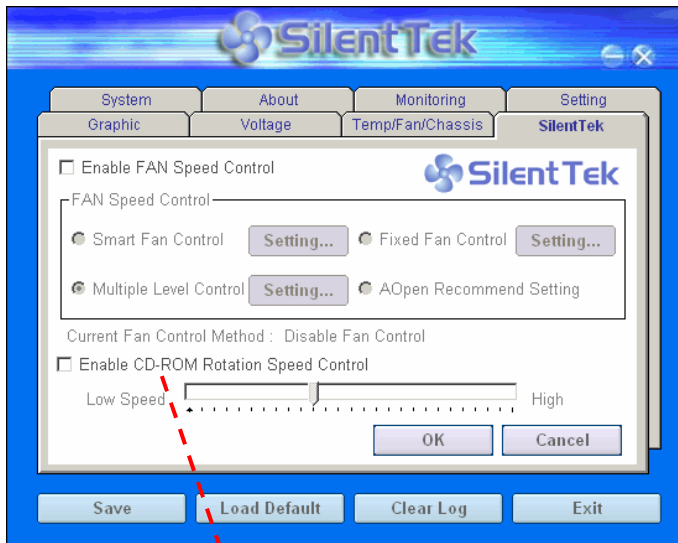 SilentTek
System About Monitoring Setting
Graphic Voltage Temp/Fan/Chassis SilentTek
Enable FAN Speed Control
SilentTek
FAN Speed Control
Smart Fan Control Setting... Fixed Fan Control Setting...
Multiple Level Control Setting... AOpen Recommend Setting
Current Fan Control Method : Disable Fan Control
Enable CD-ROM Rotation Speed Control
Low Speed High
OK Cancel
Save Load Default Clear Log Exit